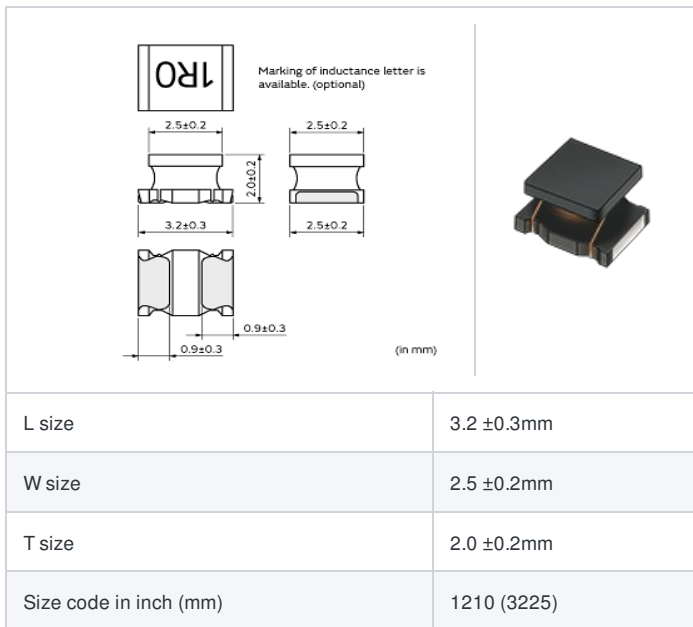 1R0
Marking of inductance letter is
available. (optional)
2.5±0.2
2.5±0.2
2.0±0.2
3.2±0.3
2.5±0.2
0.9±0.3
0.9±0.3
(in mm)
L size
3.2 ±0.3mm
W size
2.5 ±0.2mm
T size
2.0 ±0.2mm
Size code in inch (mm)
1210 (3225)